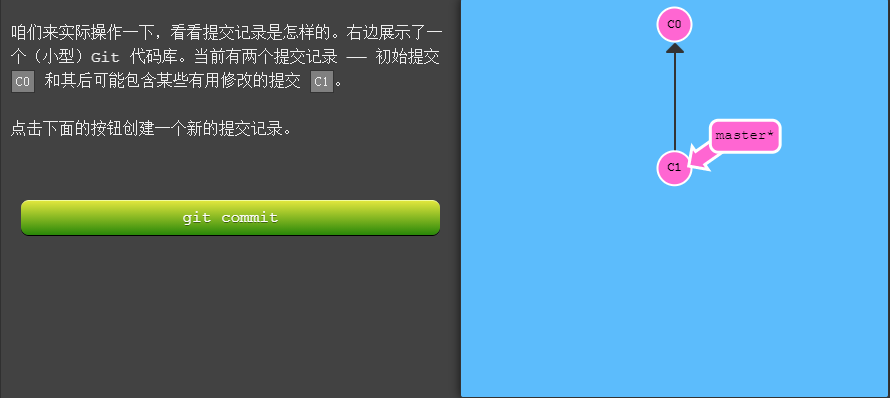 咱们来实际操作一下，看看提交记录是怎样的。右边展示了一
个（小型）Git 代码库。当前有两个提交记录 —— 初始提交
C0 和其后可能包含某些有用修改的提交 C1。
点击下面的按钮创建一个新的提交记录。
git commit
C0
master*
C1